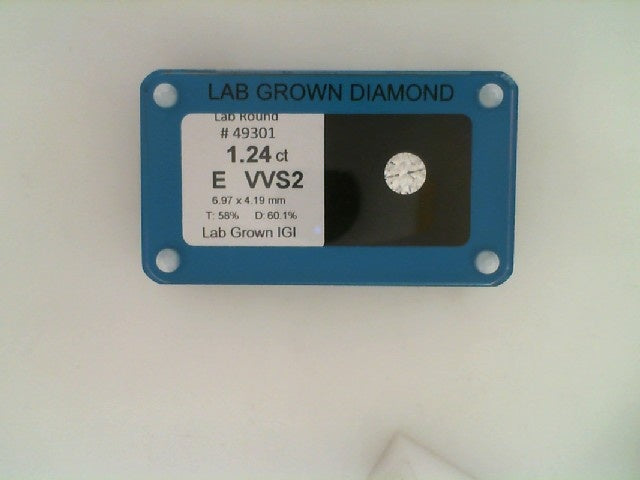 LAB GROWN DIAMOND
Lab Round
# 49301
1.24 ct
E VVS2
6.97 x 4.19 mm
T: 58% D: 60.1%
Lab Grown IGI